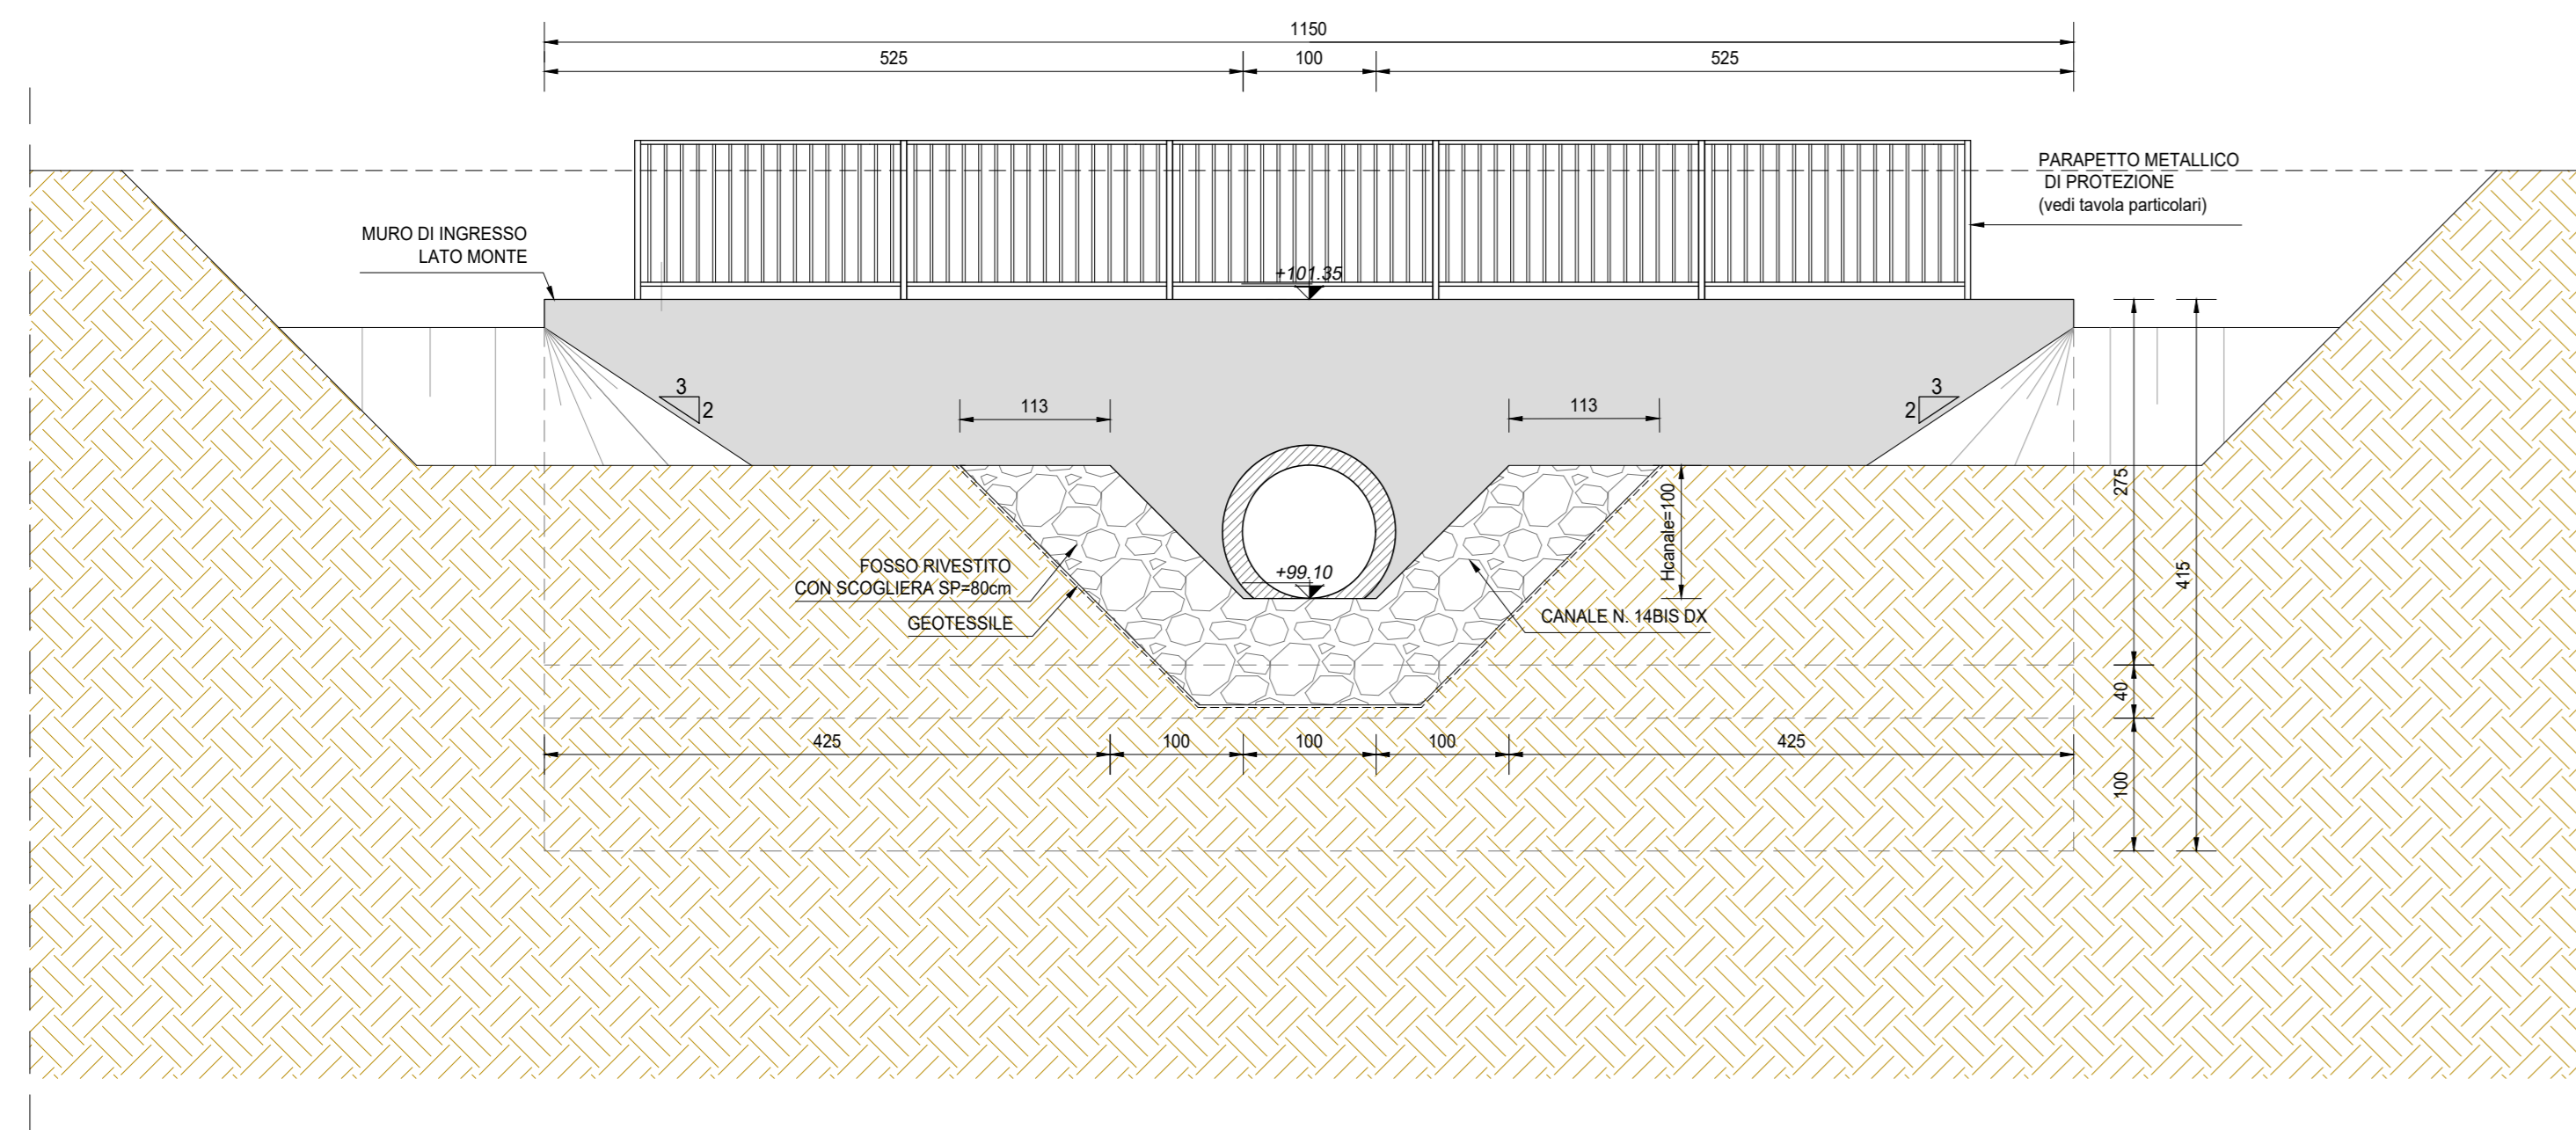 1150
525
100
525
PARAPETTO METALLICO
DI PROTEZIONE
(vedi tavola particolari)
MURO DI INGRESSO
LATO MONTE
+101.35
3
2
3
2
113
113
275
Hcanale=100
415
FOSSO RIVESTITO
CON SCOGLIERA SP=80cm
+99.10
GEOTESSILE
CANALE N. 14BIS DX
40
425
100
100
100
425
100